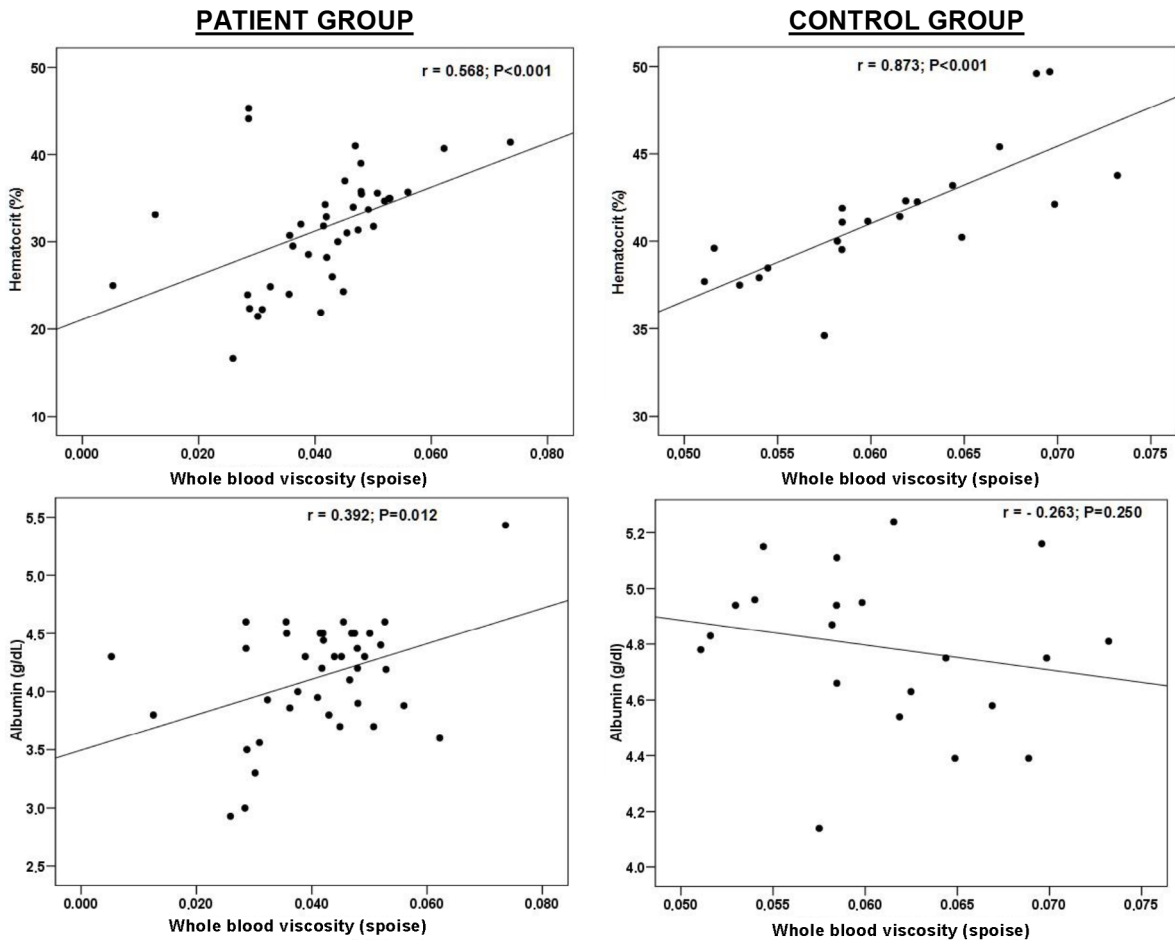 PATIENT GROUP
CONTROL GROUP
r = 0.568; P<0.001
50
40
30
20
10
Hematocrit (%)
0.000 0.020 0.040 0.060 0.080
Whole blood viscosity (spoise)
r = 0.873; P<0.001
50
45
40
35
30
Hematocrit (%)
0.050 0.055 0.060 0.065 0.070 0.075
Whole blood viscosity (spoise)
r = 0.392; P=0.012
5,5
5,0
4.5
4.0
3.5
3.0
2.5
Albumin (g/dL)
0.000 0.020 0.040 0.060 0.080
Whole blood viscosity (spoise)
r = - 0.263; P=0.250
5,2
5.0
4.8
4.6
4.4
4.2
4.0
Albumin (g/dl)
0.050 0.055 0.060 0.065 0.070 0.075
Whole blood viscosity (spoise)